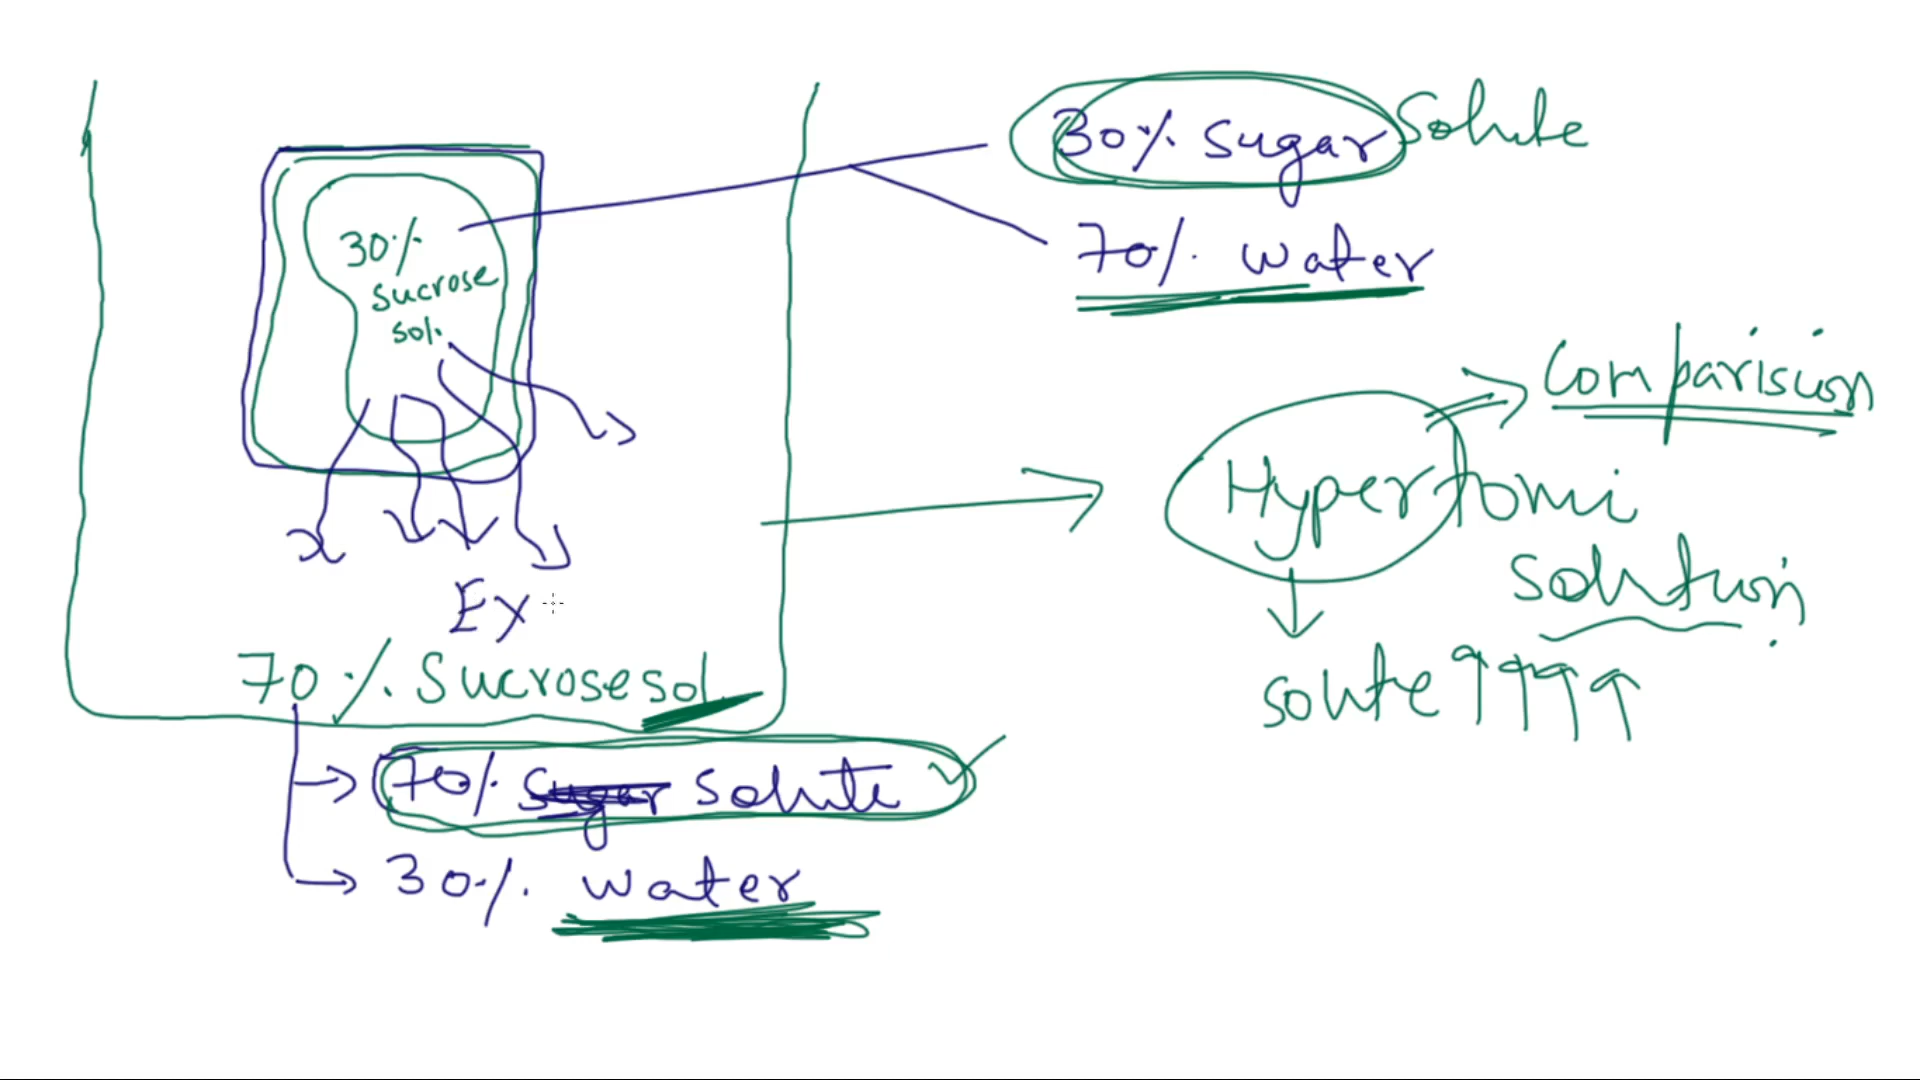 30% sugar Solute
70% water
30%
sucrose
sol.
Comparision
Hypertonic
solution
Ex
solute
70% Sucrose sol
70% sugar solute
30% water